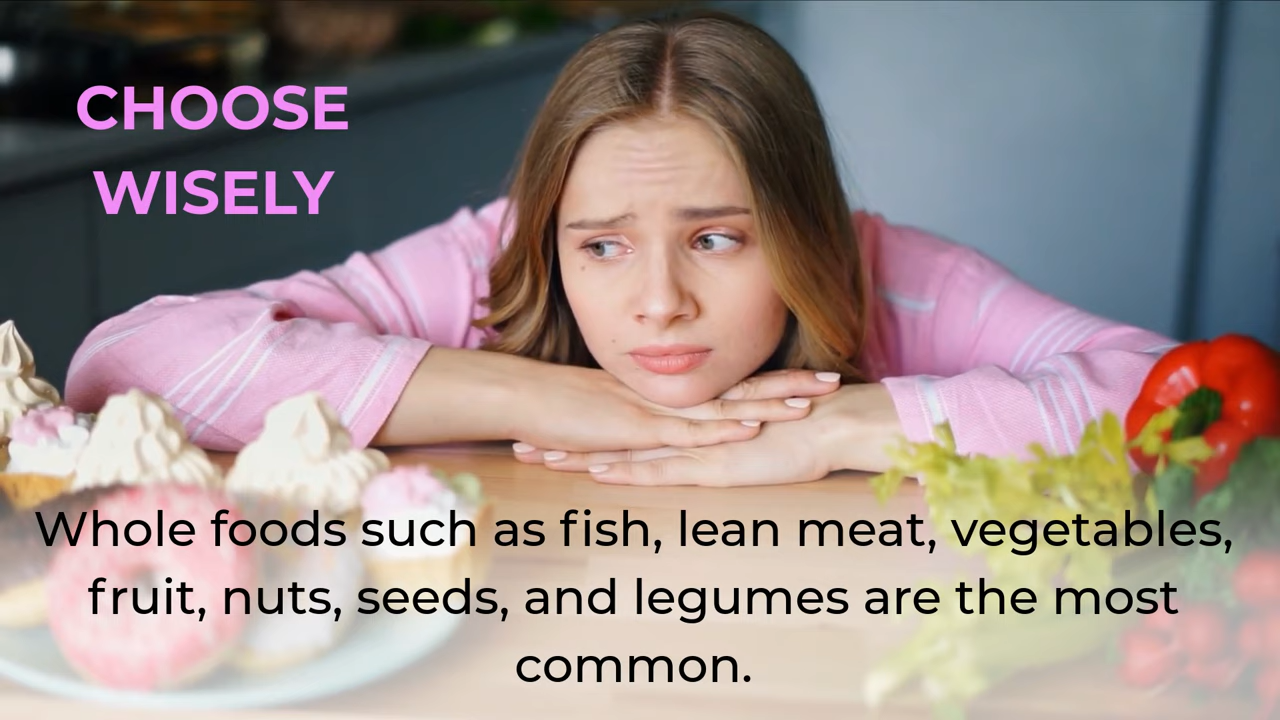 CHOOSE
WISELY
Whole foods such as fish, lean meat, vegetables,
fruit, nuts, seeds, and legumes are the most
common.